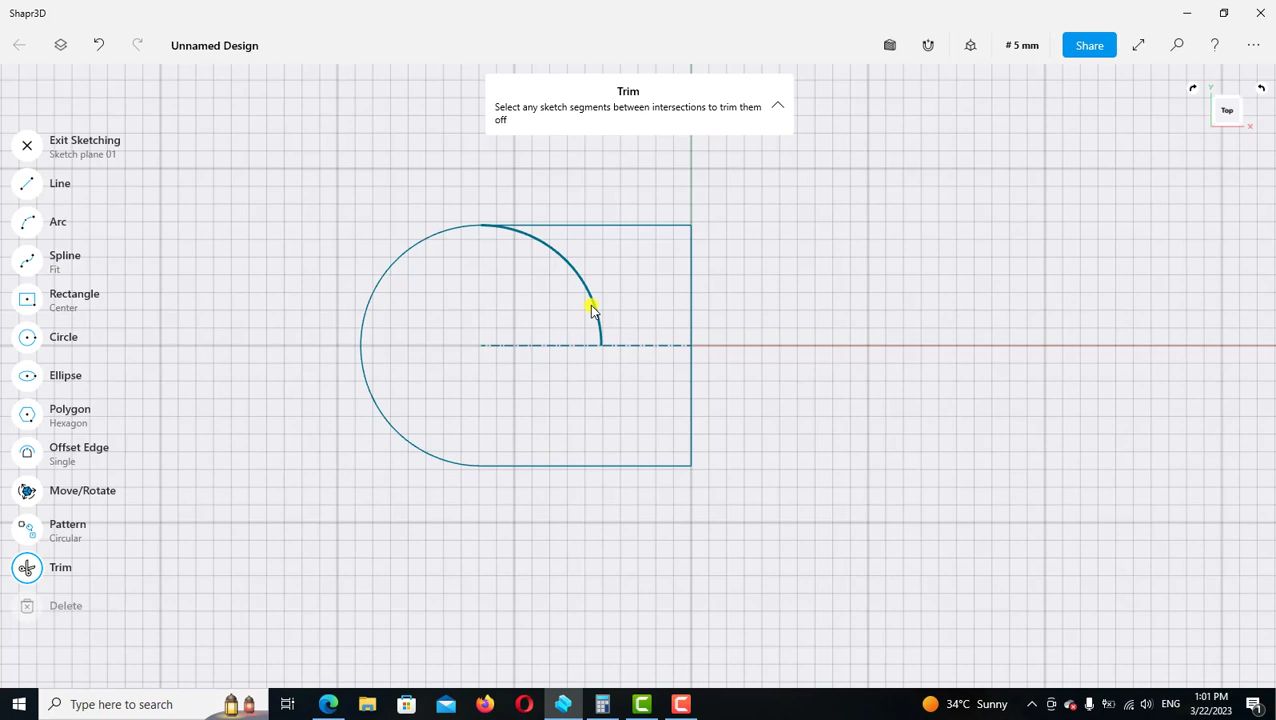 Shapr3D
Unnamed Design
# 5 mm
Share
Trim
Select any sketch segments between intersections to trim them
off
Y
Top
X
Exit Sketching
Sketch plane 01
Line
Arc
Spline
Fit
Rectangle
Center
Circle
Ellipse
Polygon
Hexagon
Offset Edge
Single
Move/Rotate
Pattern
Circular
Trim
Delete
Type here to search
34°C Sunny
ENG
1:01 PM
3/22/2023